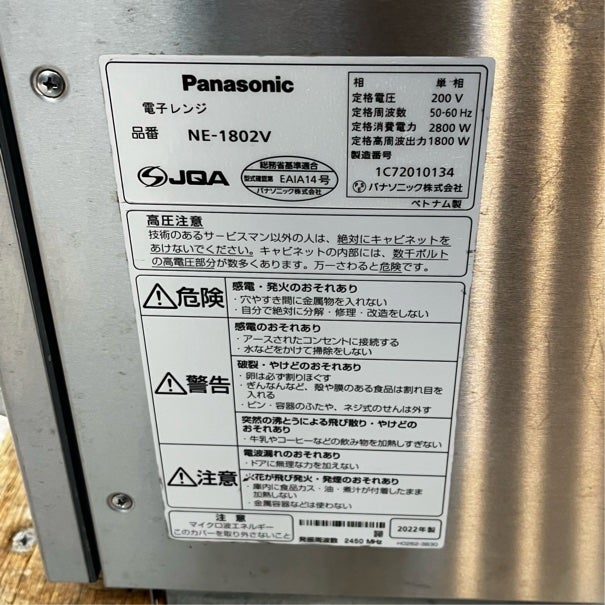 Panasonic
電子レンジ
品番 NE-1802V
JQA
総務省基準適合
型式確認第 EAIA14号
パナソニック株式会社
相 単相
定格電圧 200 V
定格周波数 50-60 Hz
定格消費電力 2800 W
定格高周波出力 1800 W
製造番号
1C72010134
パナソニック株式会社
ベトナム製
高圧注意
技術のあるサービスマン以外の人は、絶対にキャビネットを
あけないでください。キャビネットの内部には、数千ボルト
の高電圧部分が数多くあります。万一さわると危険です。
危険
感電・発火のおそれあり
・穴やすき間に金属物を入れない
・自分で絶対に分解・修理・改造をしない
警告
感電のおそれあり
・アースされたコンセントに接続する
・水などをかけて掃除をしない
破裂・やけどのおそれあり
・卵は必ず割りほぐす
・ぎんなんなど、殻や膜のある食品は割れ目を
入れる
・ビン・容器のふたや、ネジ式のせんは外す
突然の沸とうによる飛び散り・やけどの
おそれあり
・牛乳やコーヒーなどの飲み物を加熱しすぎない
注意
電波漏れのおそれあり
・ドアに無理な力を加えない
火花が飛び発火・発煙のおそれあり
・庫内に食品カス・油・煮汁が付着したまま
加熱しない
・金属容器などは使わない
注意
マイクロ波エネルギー
このカバーを取り外さないこと
発振周波数 2450 MHz
2022年製